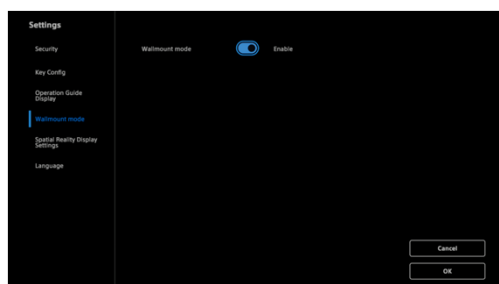 Settings
Security
Wallmount mode
Enable
Key Config
Operation Guide
Display
Wallmount mode
Spatial Reality Display
Settings
Language
Cancel
OK